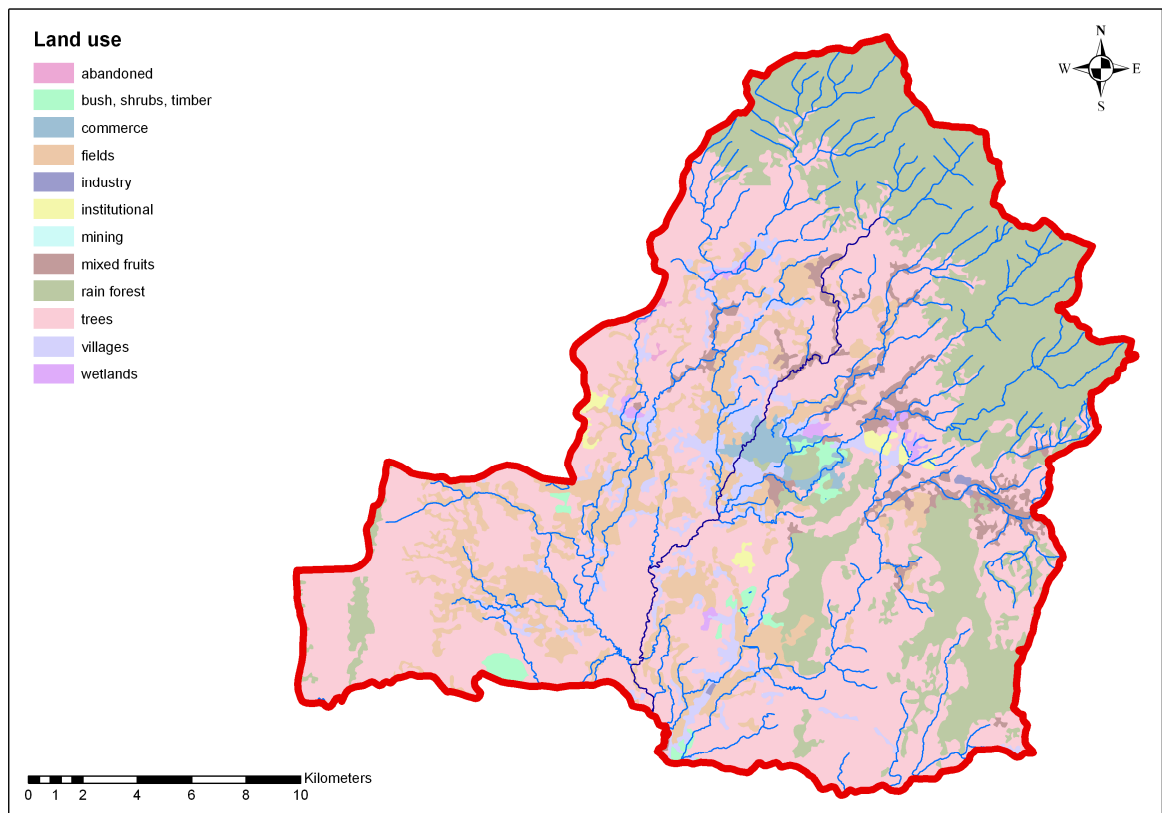 Land use
abandoned
bush, shrubs, timber
commerce
fields
industry
institutional
mining
mixed fruits
rain forest
trees
villages
wetlands
N
W E
S
Kilometers
0 1 2 4 6 8 10